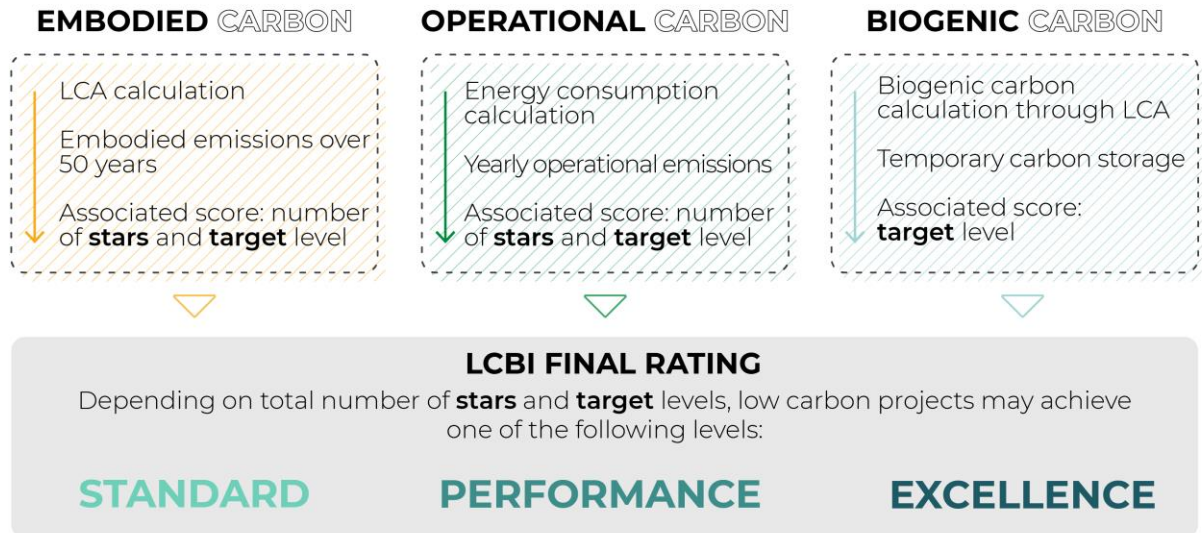 EMBODIED CARBON
LCA calculation
Embodied emissions over
50 years
Associated score: number
of stars and target level
OPERATIONAL CARBON
Energy consumption
calculation
Yearly operational emissions
Associated score: number
of stars and target level
BIOGENIC CARBON
Biogenic carbon
calculation through LCA
Temporary carbon storage
Associated score:
target level
LCBI FINAL RATING
Depending on total number of stars and target levels, low carbon projects may achieve
one of the following levels:
STANDARD
PERFORMANCE
EXCELLENCE